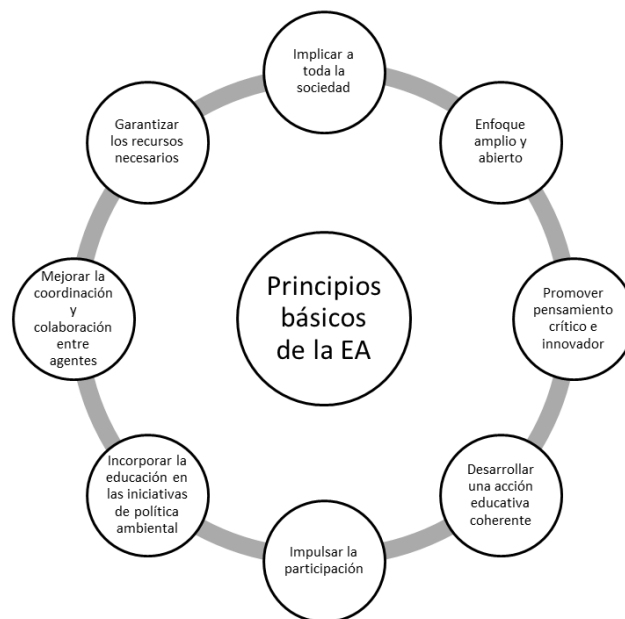 Implicar a
toda la
sociedad
Enfoque
amplio y
abierto
Promover
pensamiento
crítico e
innovador
Desarrollar
una acción
educativa
coherente
Impulsar la
participación
Incorporar la
educación en
las iniciativas
de política
ambiental
Mejorar la
coordinación
y
colaboración
entre
agentes
Garantizar
los recursos
necesarios
Principios
básicos
de la EA